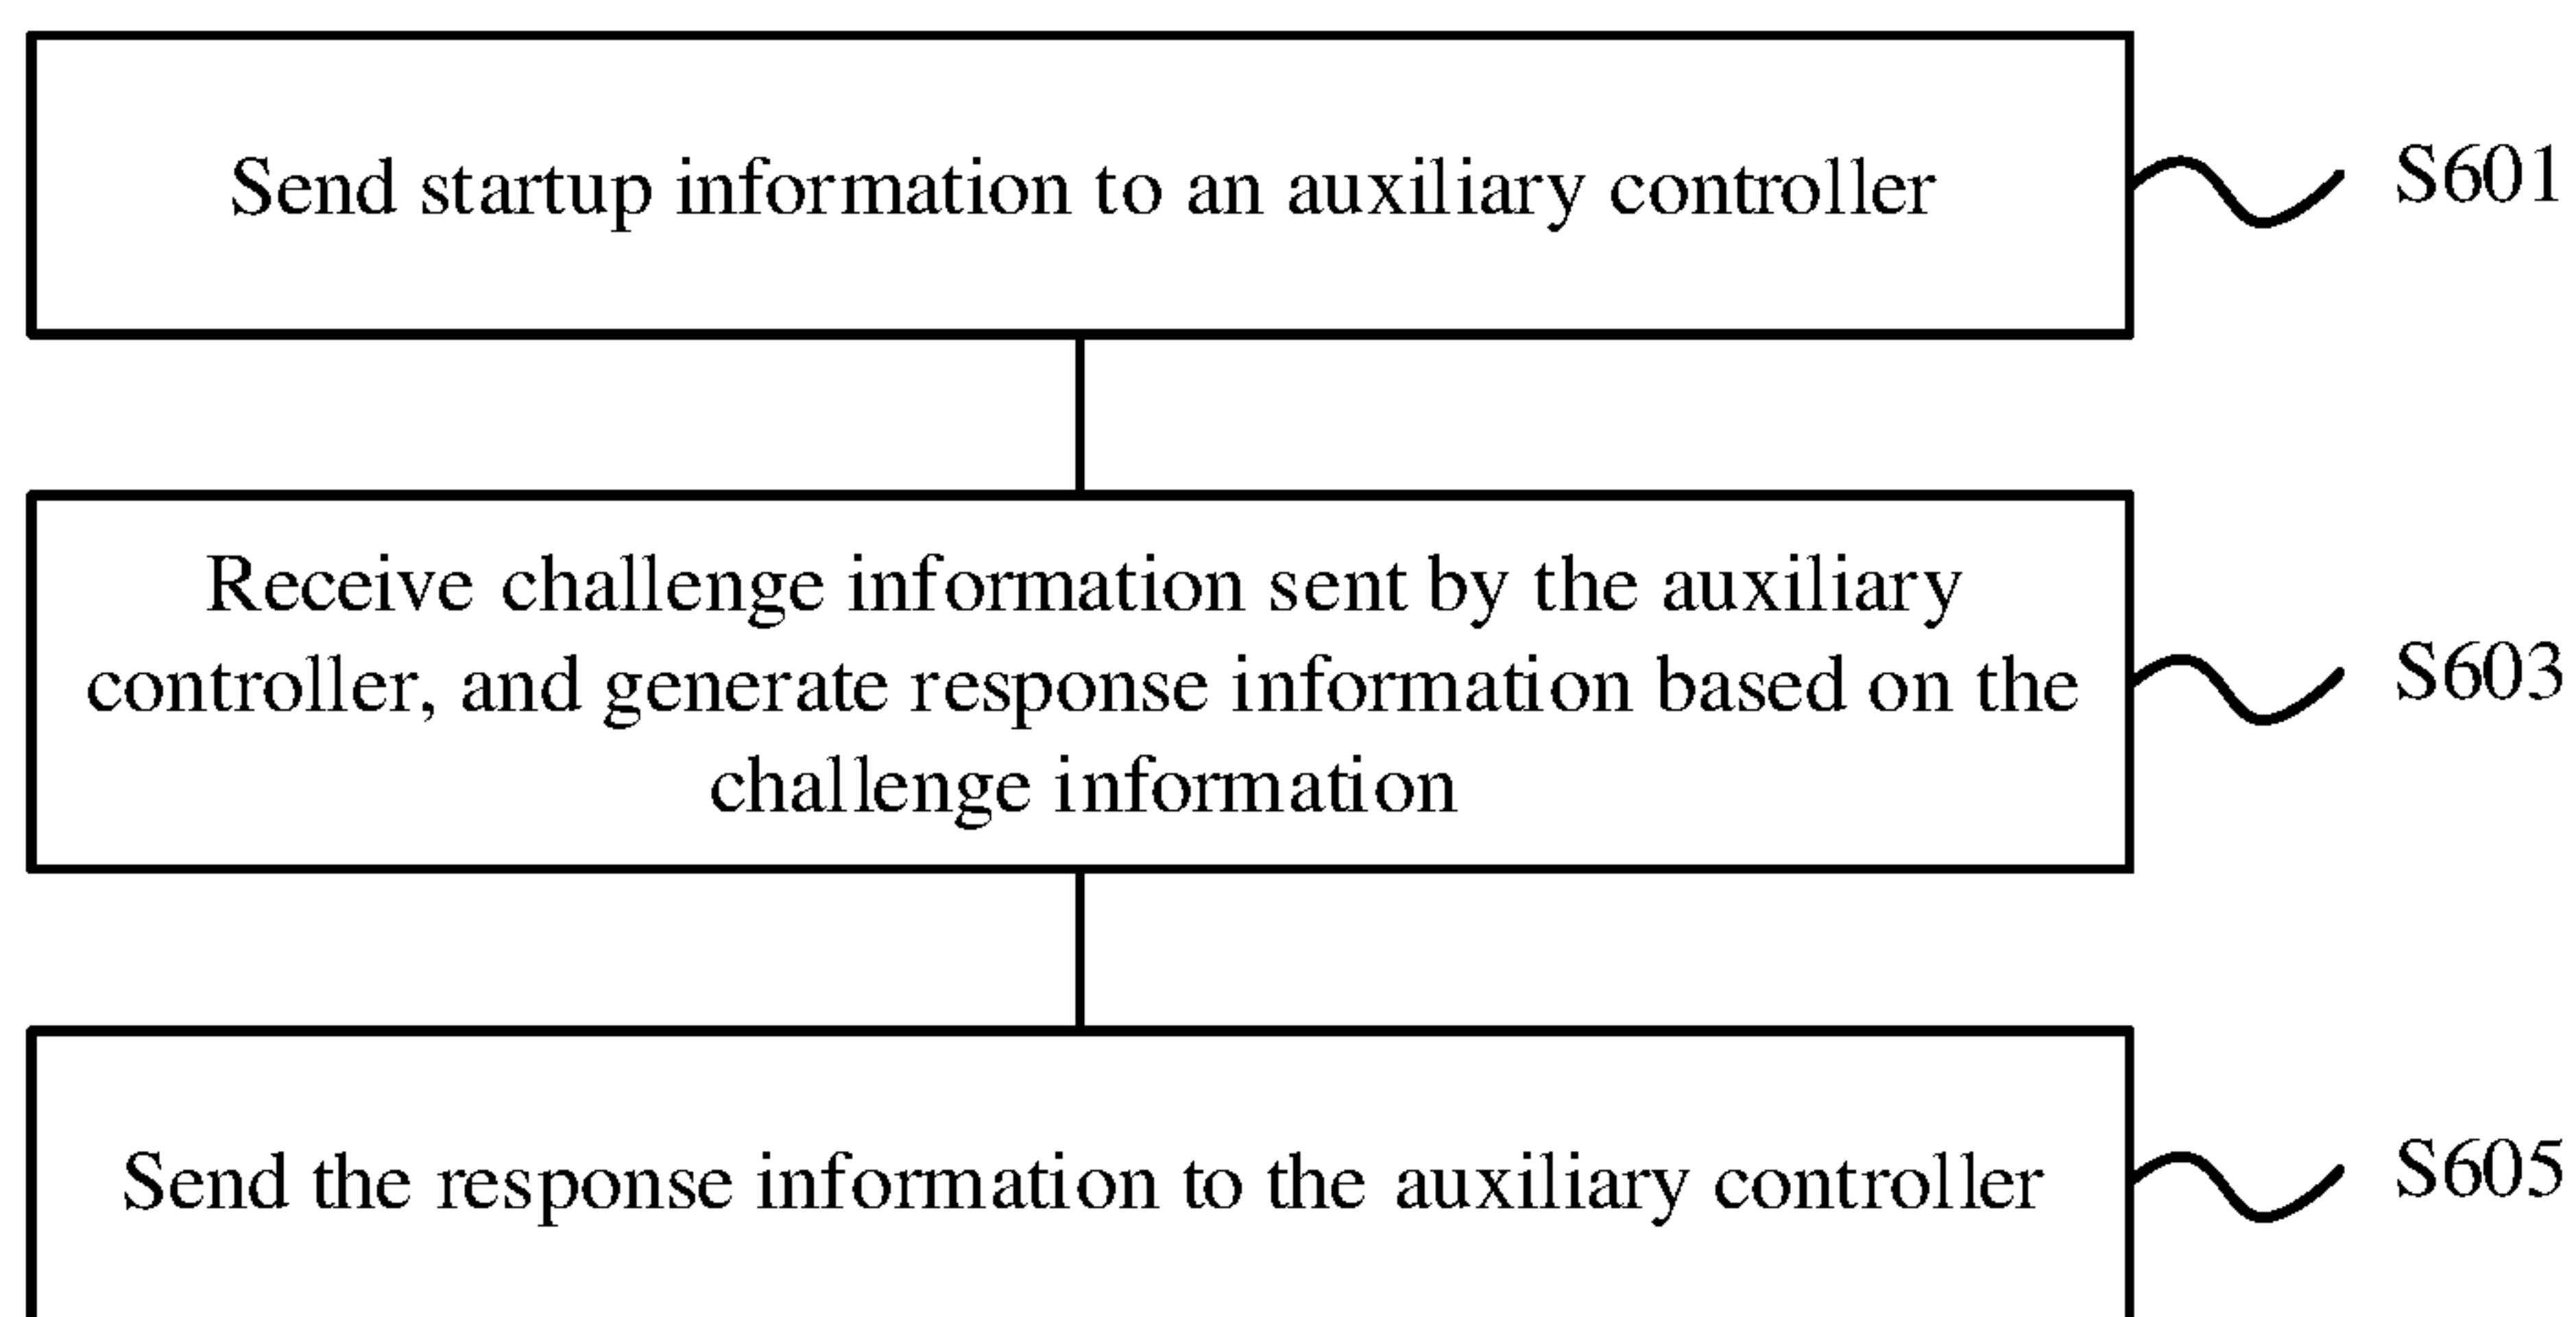 Send startup information to an auxiliary controller
S601
Receive challenge information sent by the auxiliary
controller, and generate response information based on the
challenge information
S603
Send the response information to the auxiliary controller
S605